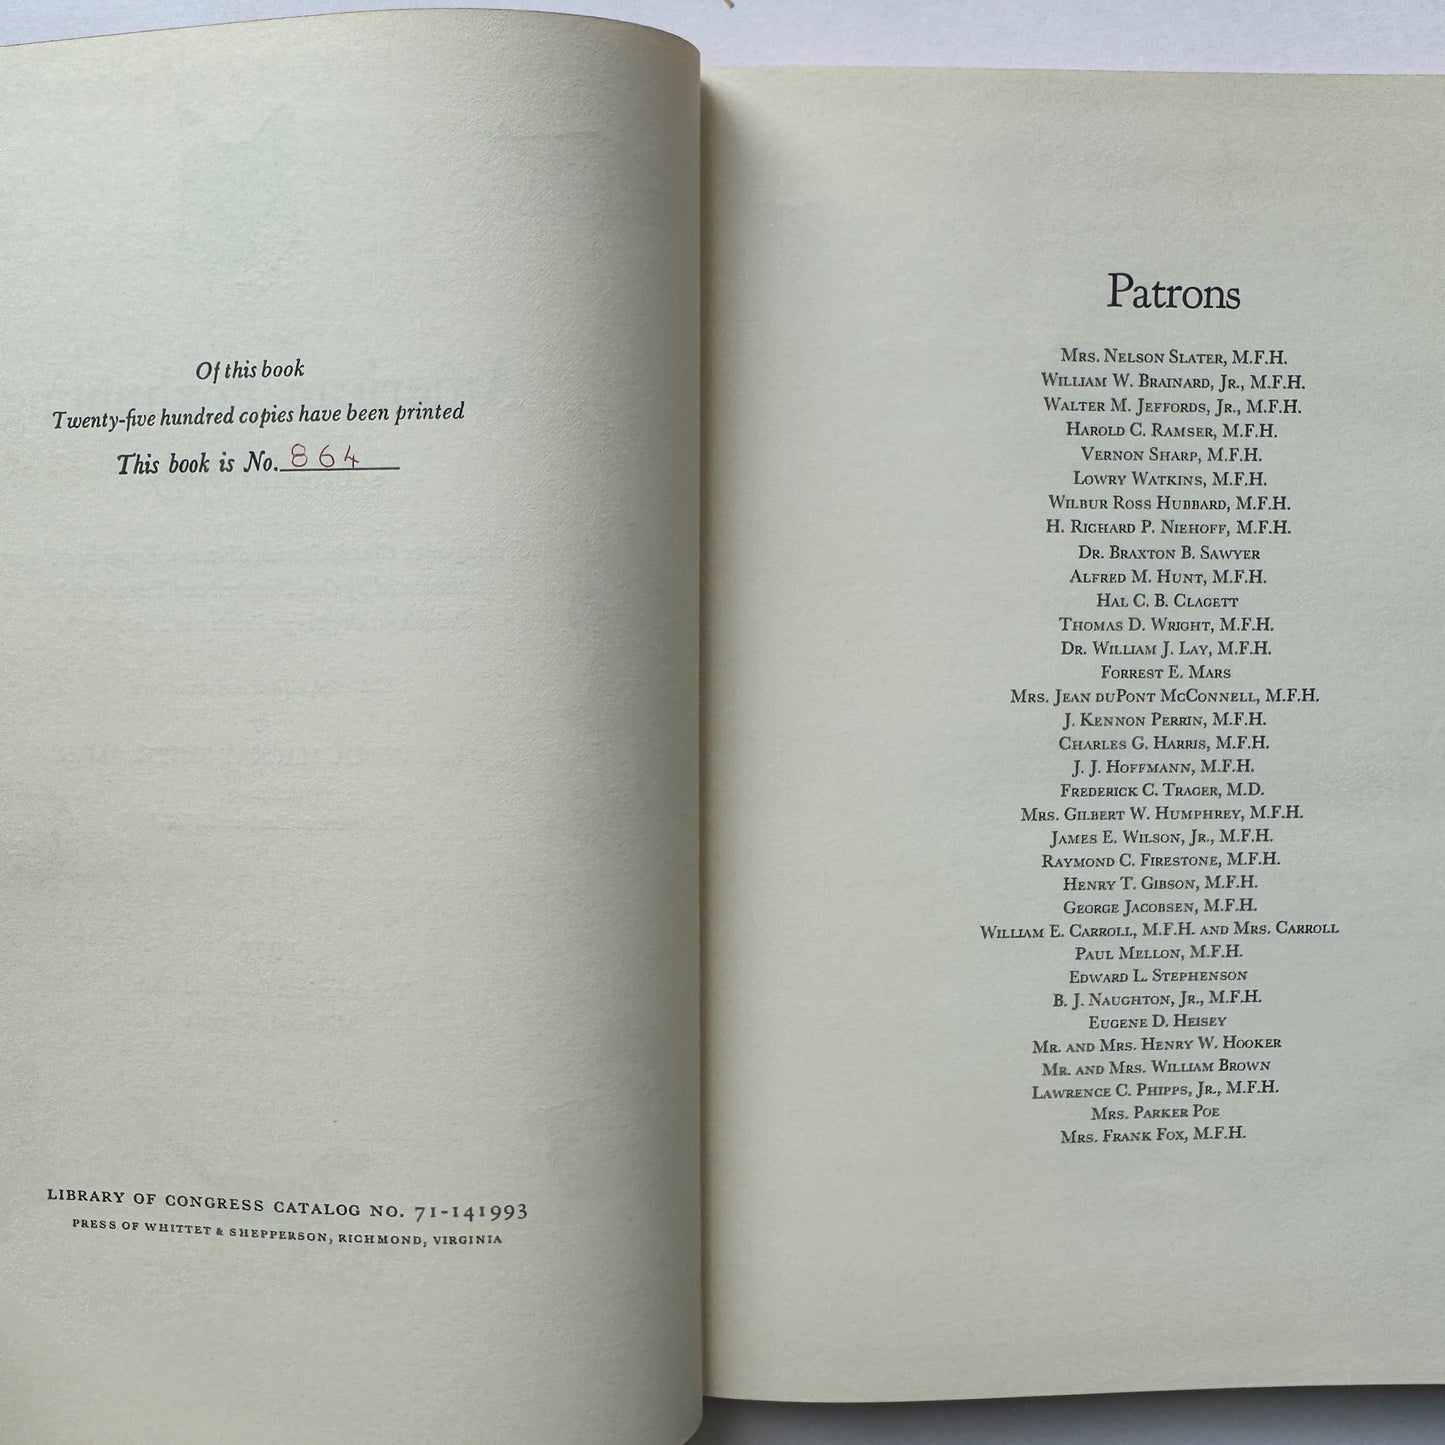 Of this book
Twenty-five hundred copies have been printed
This book is No. 864
LIBRARY OF CONGRESS CATALOG NO. 71-141993
PRESS OF WHITTET & SHEPPERSON, RICHMOND, VIRGINIA
Patrons
Mrs. Nelson Slater, M.F.H.
William W. Brainard, Jr., M.F.H.
Walter M. Jeffords, Jr., M.F.H.
Harold C. Ramser, M.F.H.
Vernon Sharp, M.F.H.
Lowry Watkins, M.F.H.
Wilbur Ross Hubbard, M.F.H.
H. Richard P. Niehoff, M.F.H.
Dr. Braxton B. Sawyer
Alfred M. Hunt, M.F.H.
Hal C. B. Clagett
Thomas D. Wright, M.F.H.
Dr. William J. Lay, M.F.H.
Forrest E. Mars
Mrs. Jean duPont McConnell, M.F.H.
J. Kennon Perrin, M.F.H.
Charles G. Harris, M.F.H.
J. J. Hoffmann, M.F.H.
Frederick C. Trager, M.D.
Mrs. Gilbert W. Humphrey, M.F.H.
James E. Wilson, Jr., M.F.H.
Raymond C. Firestone, M.F.H.
Henry T. Gibson, M.F.H.
George Jacobsen, M.F.H.
William E. Carroll, M.F.H. and Mrs. Carroll
Paul Mellon, M.F.H.
Edward L. Stephenson
B. J. Naughton, Jr., M.F.H.
Eugene D. Heisey
Mr. and Mrs. Henry W. Hooker
Mr. and Mrs. William Brown
Lawrence C. Phipps, Jr., M.F.H.
Mrs. Parker Poe
Mrs. Frank Fox, M.F.H.